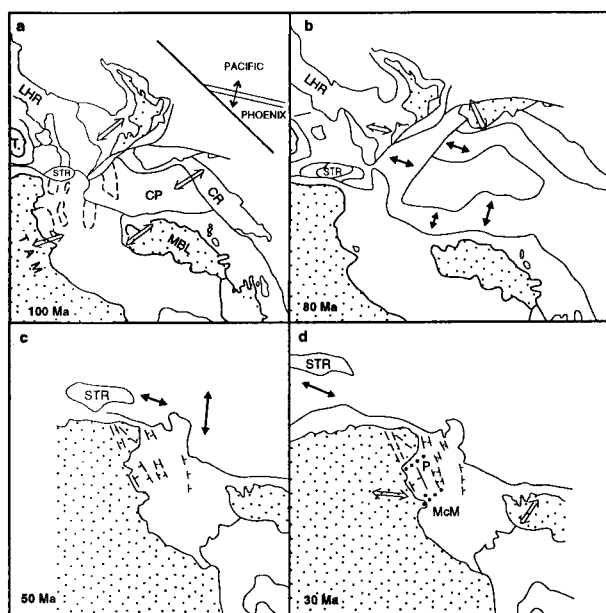 a
PACIFIC
PHOENIX
LHR
T.
STR
CP
CR
MBL
T A M
100 Ma
b
LHR
STR
80 Ma
c
STR
50 Ma
d
STR
P
McM
30 Ma